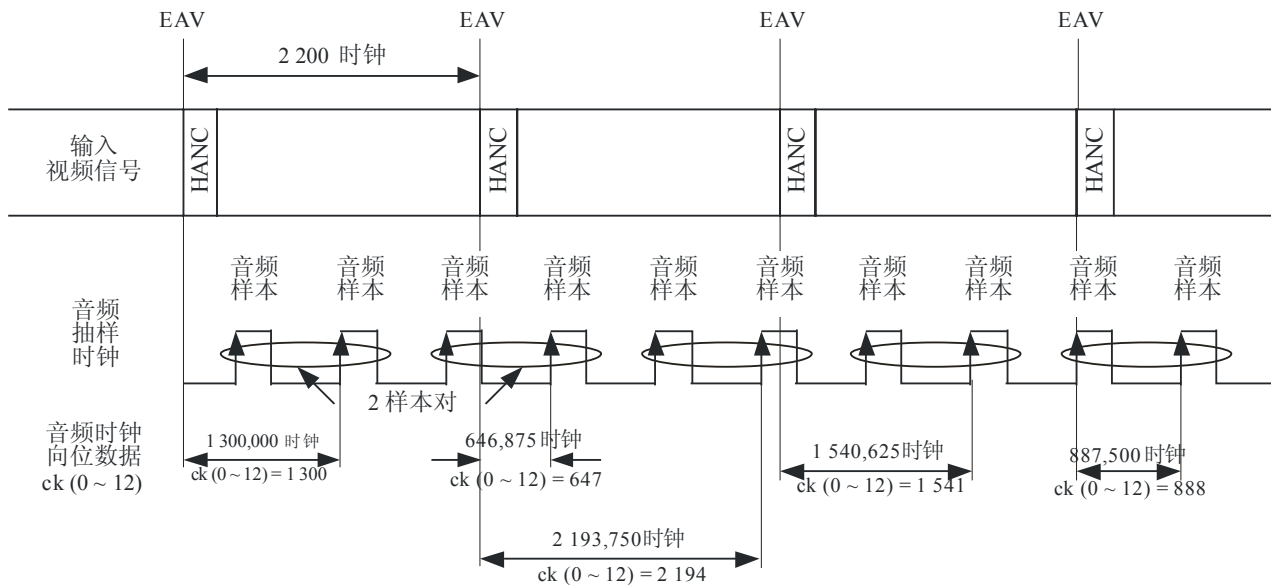 EAV
EAV
EAV
EAV
2 200 时钟
输入
视频信号
HANC
HANC
HANC
HANC
音频
样本
音频
样本
音频
样本
音频
样本
音频
样本
音频
样本
音频
样本
音频
样本
音频
样本
音频
样本
音频
抽样
时钟
2 样本对
音频时钟
向位数据
ck (0 ~ 12)
1 300,000 时钟
ck (0 ~ 12) = 1 300
646,875时钟
ck (0 ~ 12) = 647
1 540,625时钟
ck (0 ~ 12) = 1 541
887,500时钟
ck (0 ~ 12) = 888
2 193,750时钟
ck (0 ~ 12) = 2 194